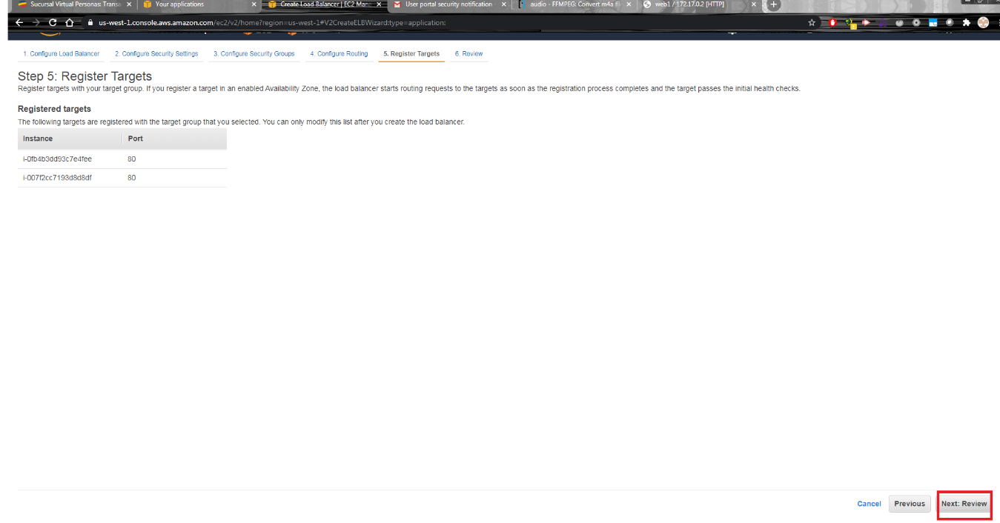 Sucursal Virtual Personas: Transa
Your applications
Create Load Balancer | EC2 Mana
User portal security notification
audio - FFMPEG: Convert m4a fil
web1 / 172.17.0.2 [HTTP]
us-west-1.console.aws.amazon.com/ec2/v2/home?region=us-west-1#V2CreateELBWizard:type=application:
1. Configure Load Balancer
2. Configure Security Settings
3. Configure Security Groups
4. Configure Routing
5. Register Targets
6. Review
Step 5: Register Targets
Register targets with your target group. If you register a target in an enabled Availability Zone, the load balancer starts routing requests to the targets as soon as the registration process completes and the target passes the initial health checks.
Registered targets
The following targets are registered with the target group that you selected. You can only modify this list after you create the load balancer.
Instance Port
i-0fb4b3dd93c7e4fee 80
i-007f2cc7193d8d8df 80
Cancel
Previous
Next: Review